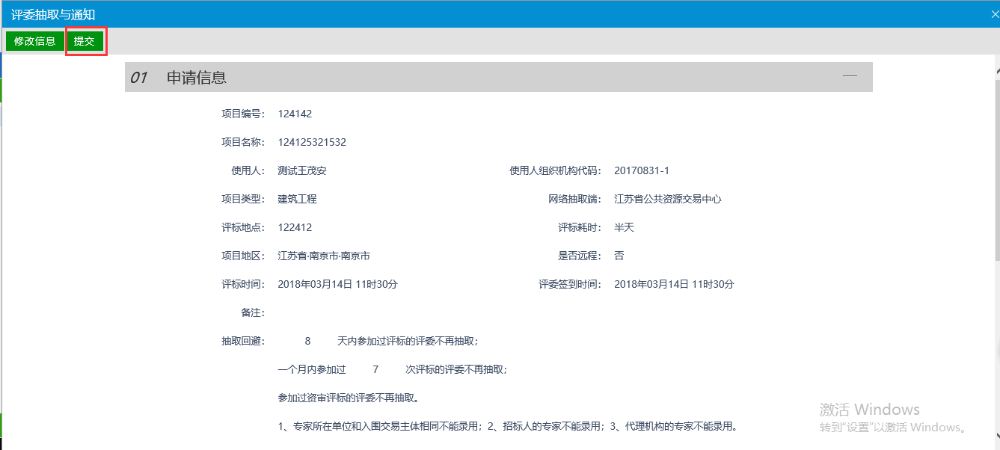 评委抽取与通知
修改信息 提交
01 申请信息
项目编号： 124142
项目名称： 124125321532
使用人： 测试王茂安 使用人组织机构代码： 20170831-1
项目类型： 建筑工程 网络抽取端： 江苏省公共资源交易中心
评标地点： 122412 评标耗时： 半天
项目地区： 江苏省·南京市·南京市 是否远程： 否
评标时间： 2018年03月14日 11时30分 评委签到时间： 2018年03月14日 11时30分
备注：
抽取回避： 8 天内参加过评标的评委不再抽取；
一个月内参加过 7 次评标的评委不再抽取；
参加过资审评标的评委不再抽取。
1、专家所在单位和入围交易主体相同不能录用；2、招标人的专家不能录用；3、代理机构的专家不能录用。
激活 Windows
转到"设置"以激活 Windows。